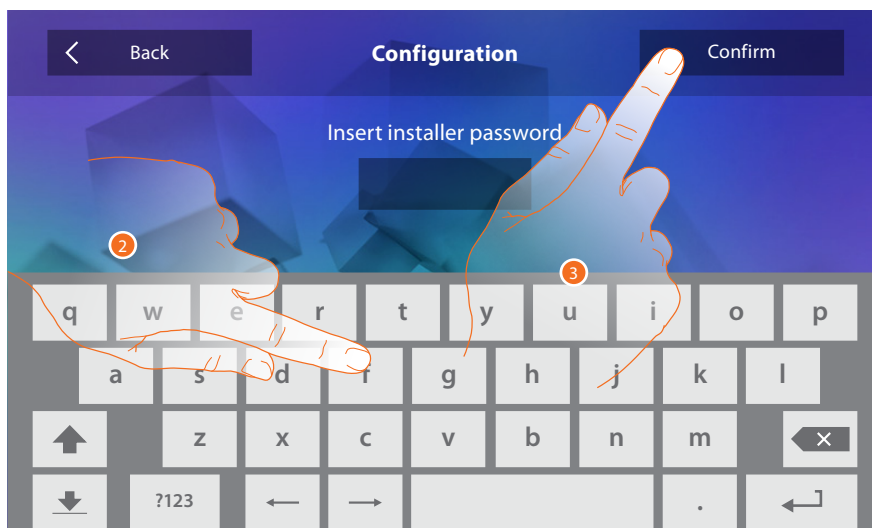 Back Configuration Confirm
Insert installer password
2
3
q w e r t y u i o p
a s d f g h j k l
z x c v b n m
?123 .